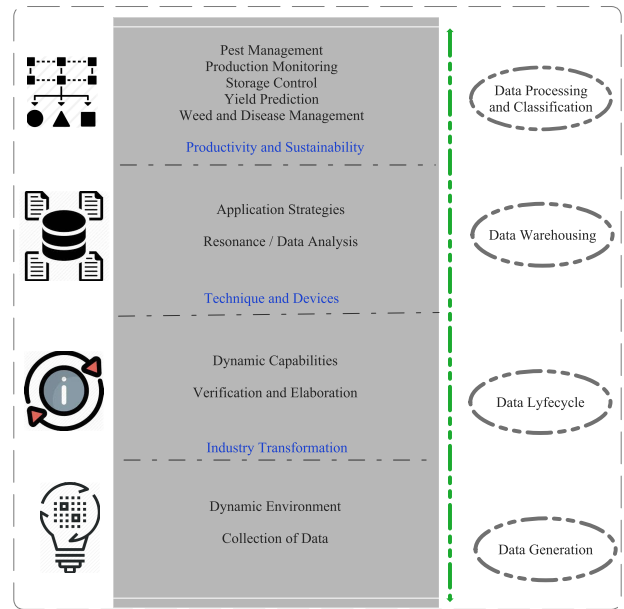 Pest Management
Production Monitoring
Storage Control
Yield Prediction
Weed and Disease Management
Productivity and Sustainability
Data Processing
and Classification
Application Strategies
Resonance / Data Analysis
Technique and Devices
Data Warehousing
Dynamic Capabilities
Verification and Elaboration
Industry Transformation
Data Lyfecycle
Dynamic Environment
Collection of Data
Data Generation